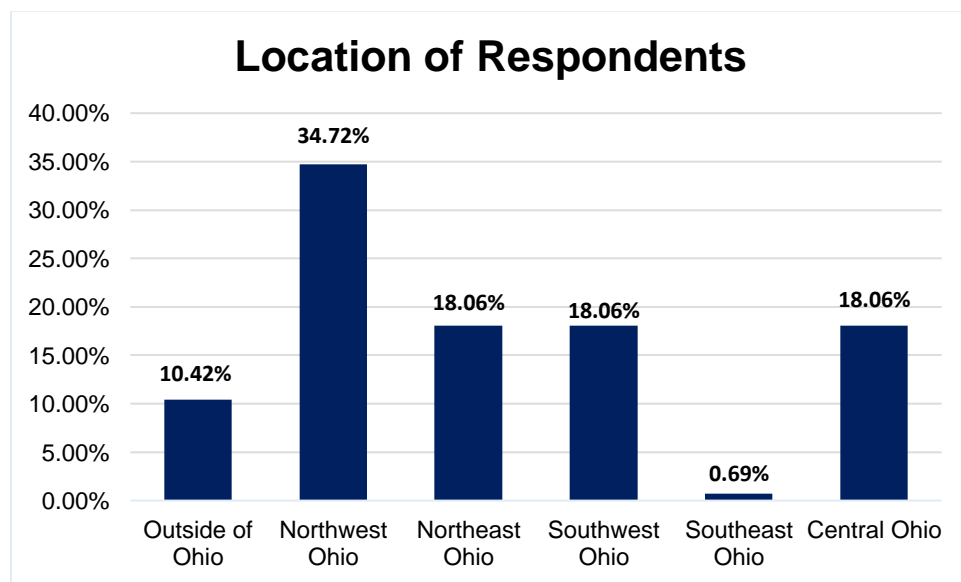 Location of Respondents
40.00%
35.00%
30.00%
25.00%
20.00%
15.00%
10.00%
5.00%
0.00%
10.42%
34.72%
18.06%
18.06%
0.69%
18.06%
Outside of
Ohio
Northwest
Ohio
Northeast
Ohio
Southwest
Ohio
Southeast
Ohio
Central Ohio